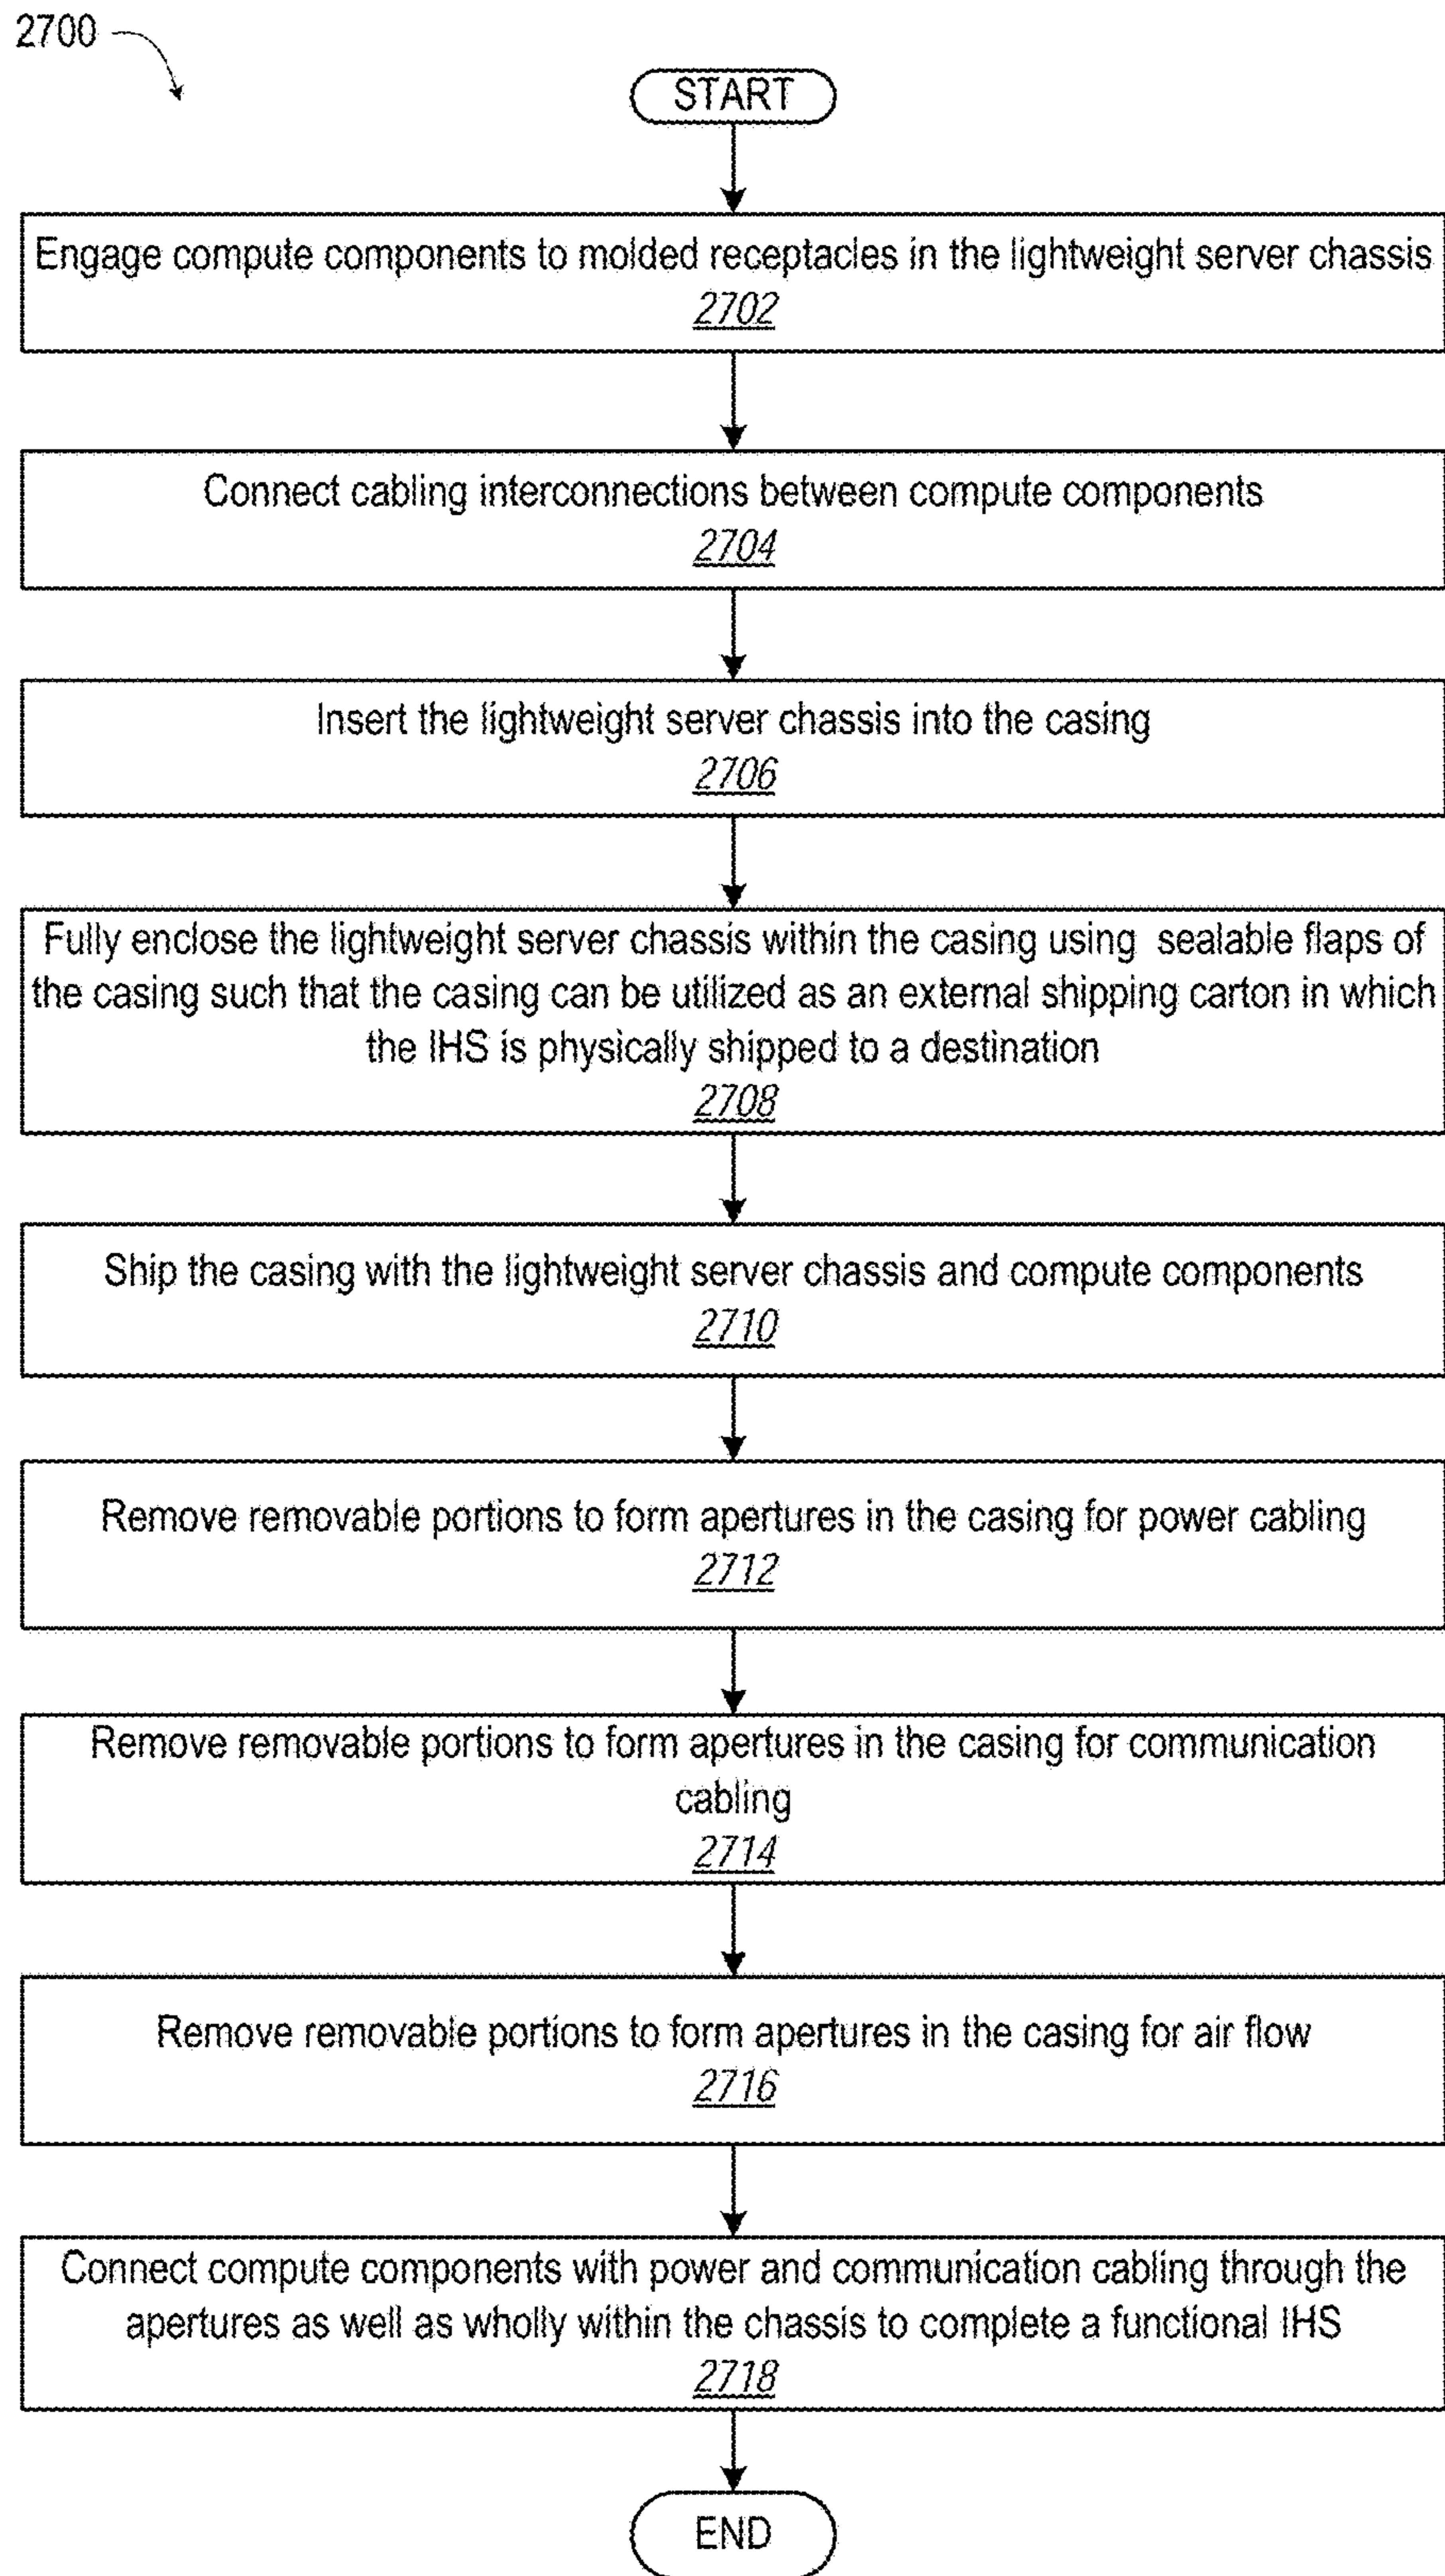 2700
START
Engage compute components to molded receptacles in the lightweight server chassis
2702
Connect cabling interconnections between compute components
2704
Insert the lightweight server chassis into the casing
2706
Fully enclose the lightweight server chassis within the casing using sealable flaps of
the casing such that the casing can be utilized as an external shipping carton in which
the IHS is physically shipped to a destination
2708
Ship the casing with the lightweight server chassis and compute components
2710
Remove removable portions to form apertures in the casing for power cabling
2712
Remove removable portions to form apertures in the casing for communication
cabling
2714
Remove removable portions to form apertures in the casing for air flow
2716
Connect compute components with power and communication cabling through the
apertures as well as wholly within the chassis to complete a functional IHS
2718
END